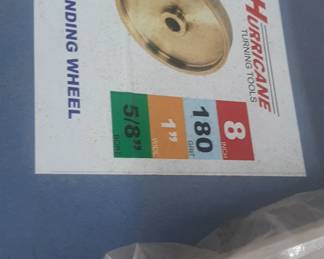 HURRICANE
TURNING TOOLS
8 INCH
180 GRIT
1" WIDE
5/8" BORE
NDING WHEEL